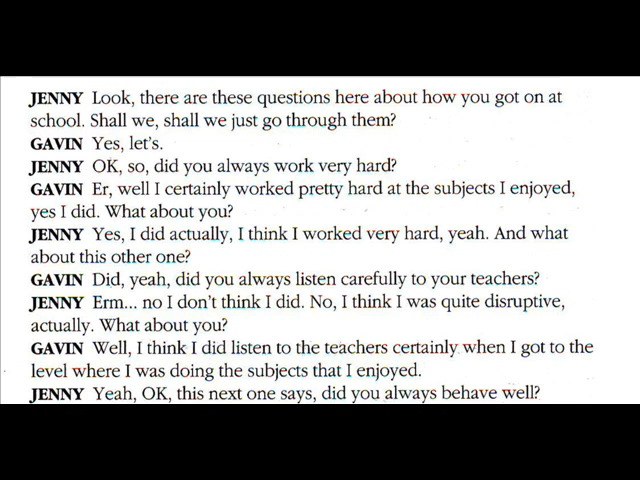 JENNY Look, there are these questions here about how you got on at
school. Shall we, shall we just go through them?
GAVIN Yes, let's.
JENNY OK, so, did you always work very hard?
GAVIN Er, well I certainly worked pretty hard at the subjects I enjoyed,
yes I did. What about you?
JENNY Yes, I did actually, I think I worked very hard, yeah. And what
about this other one?
GAVIN Did, yeah, did you always listen carefully to your teachers?
JENNY Erm... no I don't think I did. No, I think I was quite disruptive,
actually. What about you?
GAVIN Well, I think I did listen to the teachers certainly when I got to the
level where I was doing the subjects that I enjoyed.
JENNY Yeah, OK, this next one says, did you always behave well?